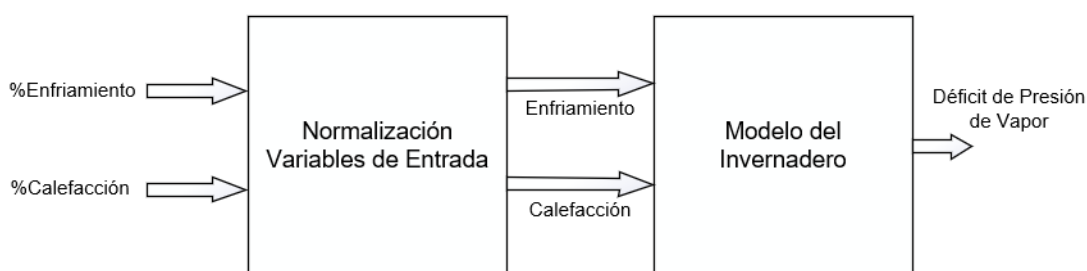 %Enfriamiento
%Calefacción
Normalización
Variables de Entrada
Enfriamiento
Calefacción
Modelo del
Invernadero
Déficit de Presión
de Vapor